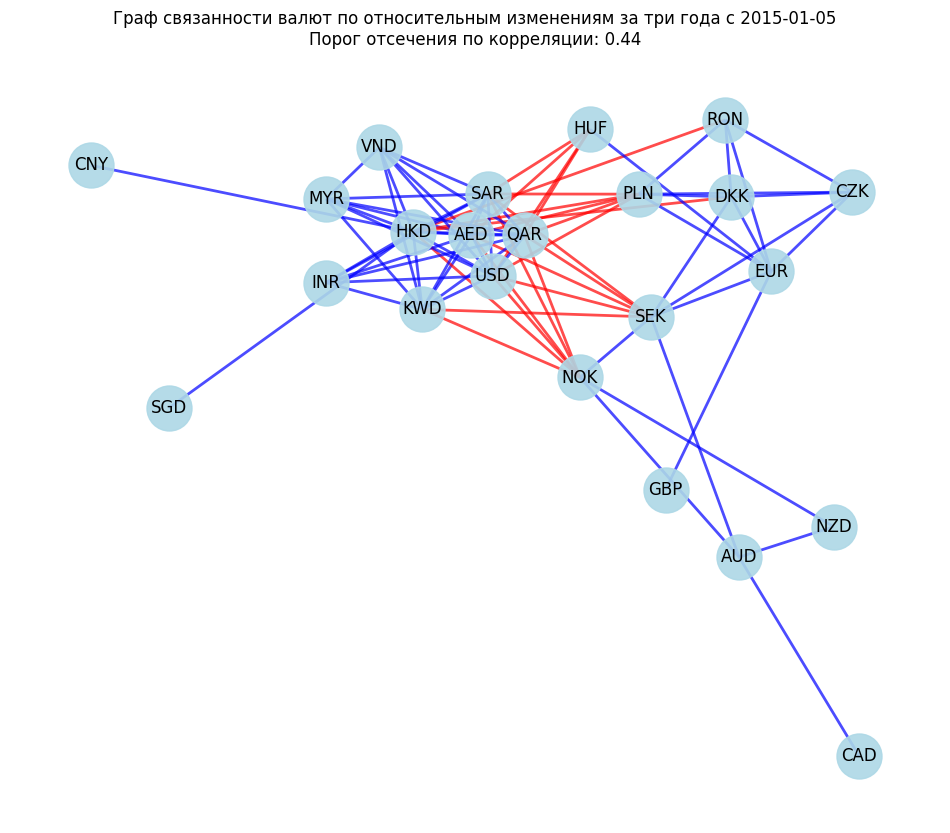 Граф связанности валют по относительным изменениям за три года с 2015-01-05
Порог отсечения по корреляции: 0.44
RON
HUF
VND
CNY
CZK
SAR
PLN
DKK
MYR
HKD
AED
QAR
EUR
USD
INR
KWD
SEK
NOK
SGD
GBP
NZD
AUD
CAD